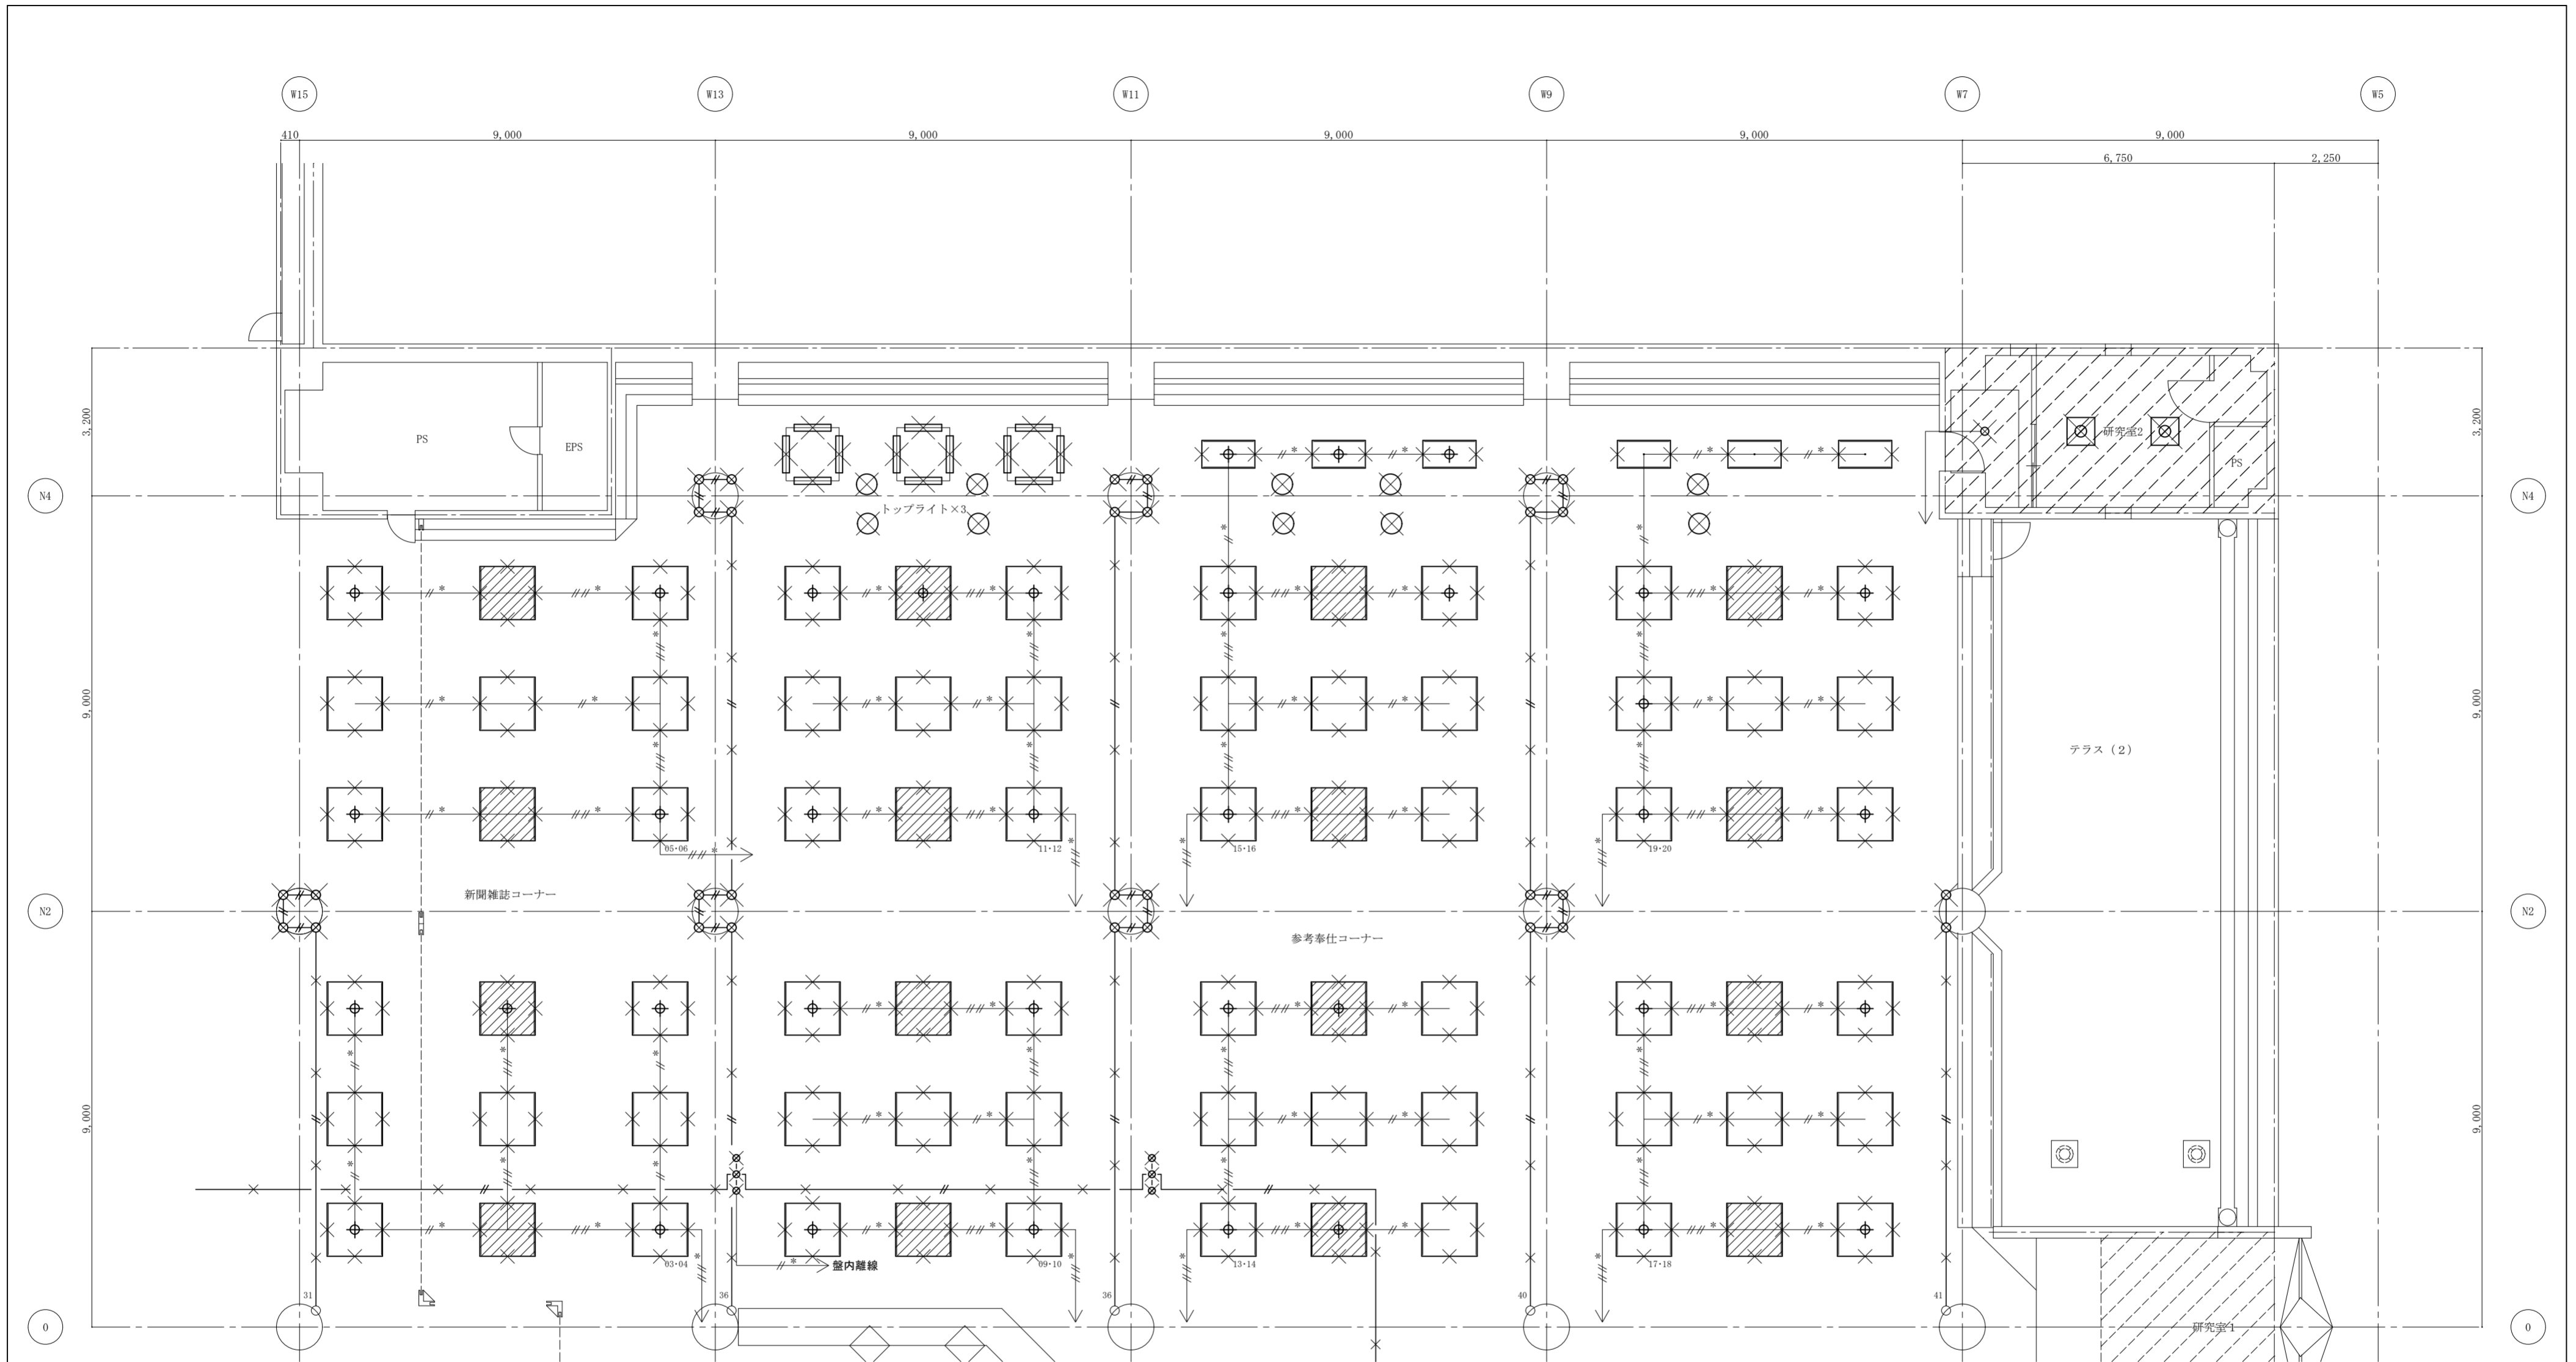 W15
W13
W11
W9
W7
W5
410
9,000
9,000
9,000
9,000
9,000
6,750
2,250
3,200
3,200
PS
EPS
研究室2
PS
N4
N4
トップライト×3
9,000
9,000
テラス（２）
05・06
11・12
15・16
19・20
新聞雑誌コーナー
N2
N2
参考奉仕コーナー
9,000
9,000
03・04
盤内離線
09・10
13・14
17・18
31
36
36
40
41
0
研究室1
0